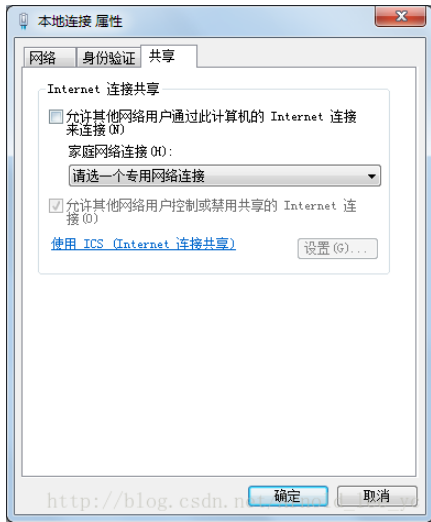 本地连接 属性
网络 身份验证 共享
Internet 连接共享
允许其他网络用户通过此计算机的 Internet 连接
来连接(N)
家庭网络连接(H):
请选一个专用网络连接
允许其他网络用户控制或禁用共享的 Internet 连
接(O)
使用 ICS (Internet 连接共享)
设置(G)...
确定 取消
http://blog.csdn.n